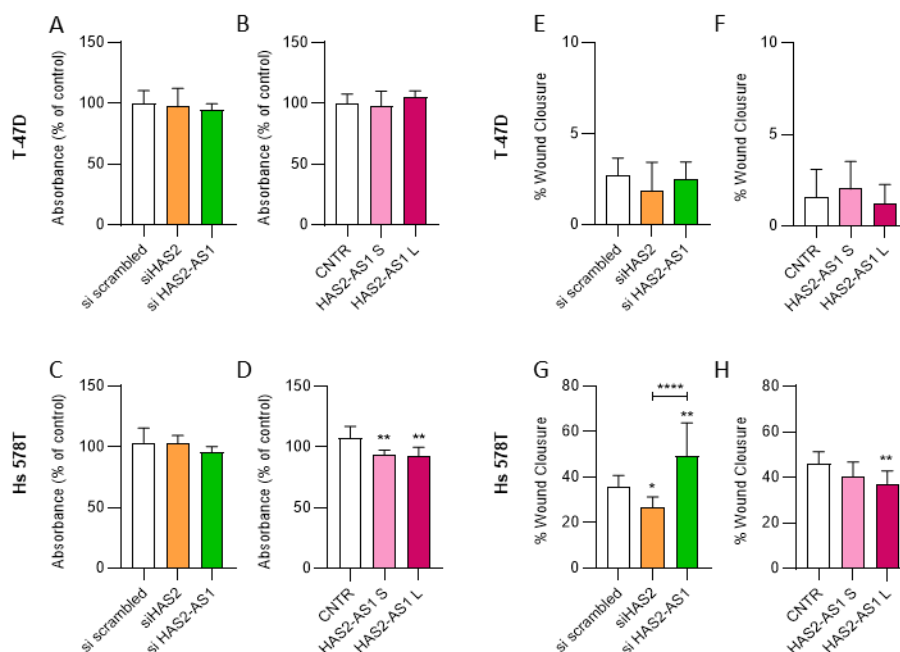 A
B
E
F
T-47D
Absorbance (% of control)
150
100
50
0
si scrambled
siHAS2
si HAS2-AS1
Absorbance (% of control)
150
100
50
0
CNTR
HAS2-AS1 S
HAS2-AS1 L
T-47D
% Wound Clousure
10
5
0
si scrambled
siHAS2
si HAS2-AS1
% Wound Clousure
10
5
0
CNTR
HAS2-AS1 S
HAS2-AS1 L
C
D
G
H
Hs 578T
Absorbance (% of control)
150
100
50
0
si scrambled
siHAS2
si HAS2-AS1
Absorbance (% of control)
150
100
50
0
**
**
CNTR
HAS2-AS1 S
HAS2-AS1 L
Hs 578T
% Wound Clousure
80
60
40
20
0
****
*
**
si scrambled
siHAS2
si HAS2-AS1
% Wound Clousure
80
60
40
20
0
**
CNTR
HAS2-AS1 S
HAS2-AS1 L